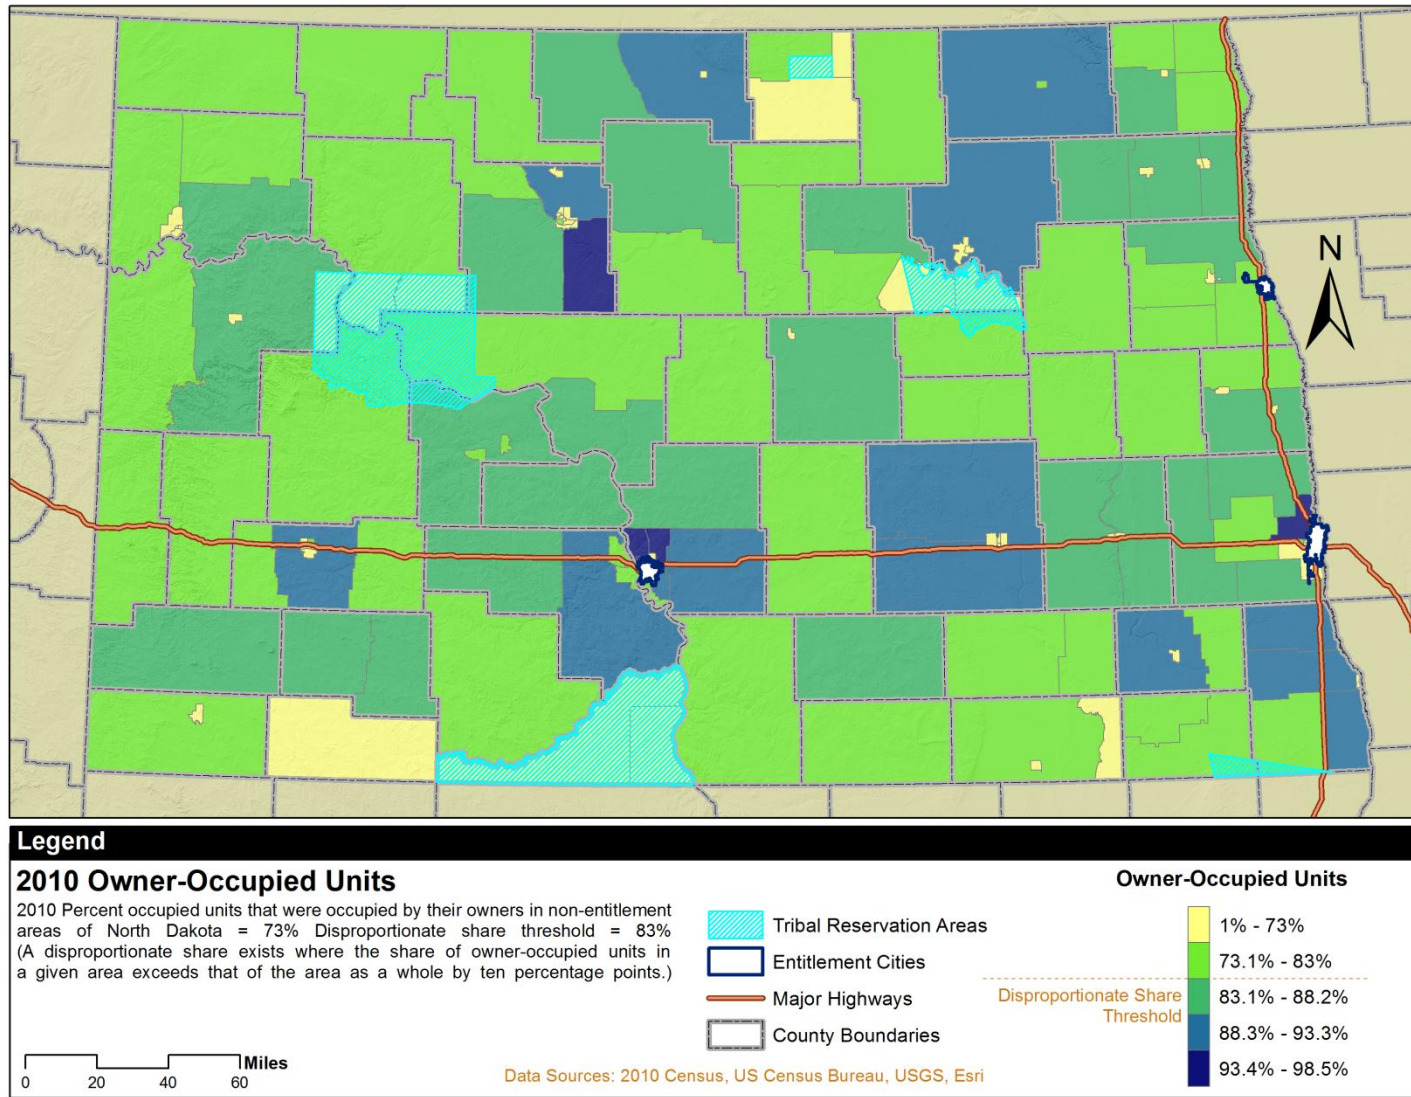 N
Legend
2010 Owner-Occupied Units
2010 Percent occupied units that were occupied by their owners in non-entitlement
areas of North Dakota = 73% Disproportionate share threshold = 83%
(A disproportionate share exists where the share of owner-occupied units in
a given area exceeds that of the area as a whole by ten percentage points.)
Miles
0 20 40 60
Tribal Reservation Areas
Entitlement Cities
Major Highways
County Boundaries
Data Sources: 2010 Census, US Census Bureau, USGS, Esri
Owner-Occupied Units
1% - 73%
73.1% - 83%
Disproportionate Share
Threshold
83.1% - 88.2%
88.3% - 93.3%
93.4% - 98.5%